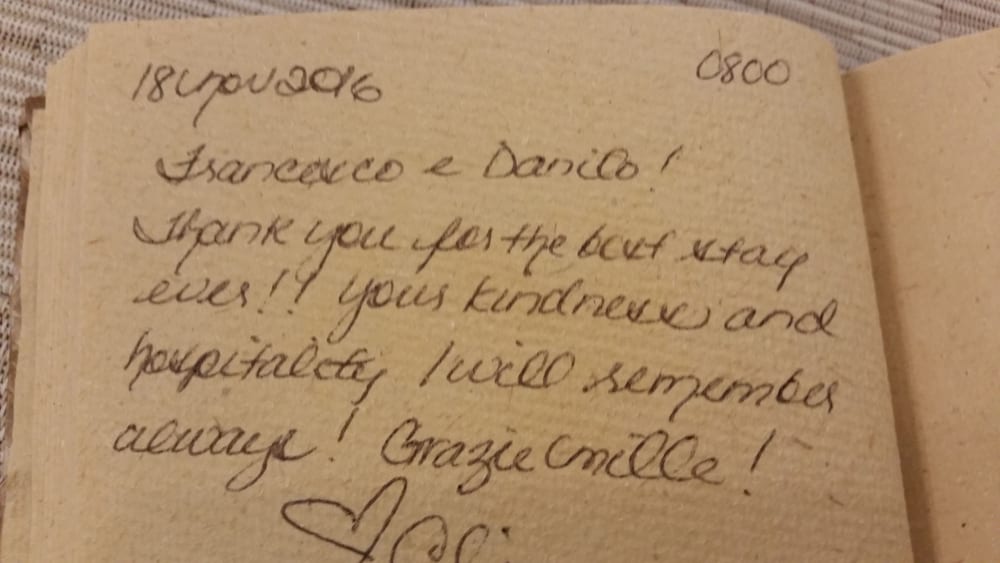 18 nov 2016 0800
Francesco e Danilo!
Thank you for the best stay
ever!! Your kindness and
hospitality I will remember
always! Grazie mille!